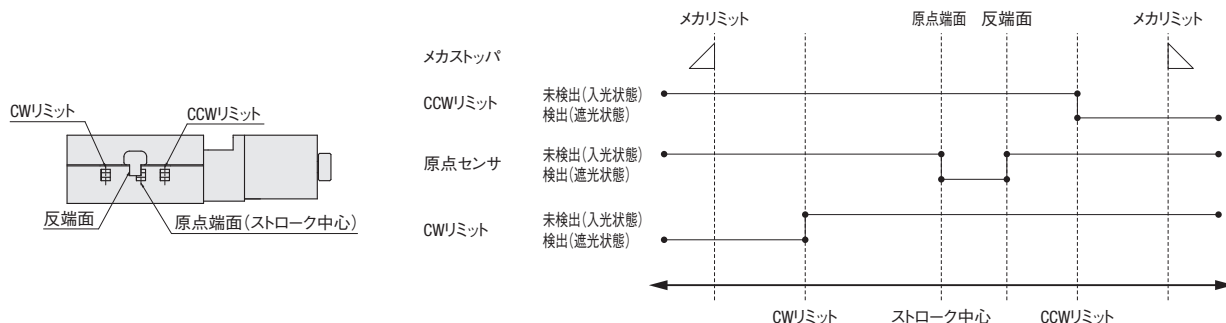 CWリミット
CCWリミット
反端面
原点端面(ストローク中心)
メカリミット
原点端面
反端面
メカリミット
メカストッパ
CCWリミット
未検出(入光状態)
検出(遮光状態)
原点センサ
未検出(入光状態)
検出(遮光状態)
CWリミット
未検出(入光状態)
検出(遮光状態)
CWリミット
ストローク中心
CCWリミット